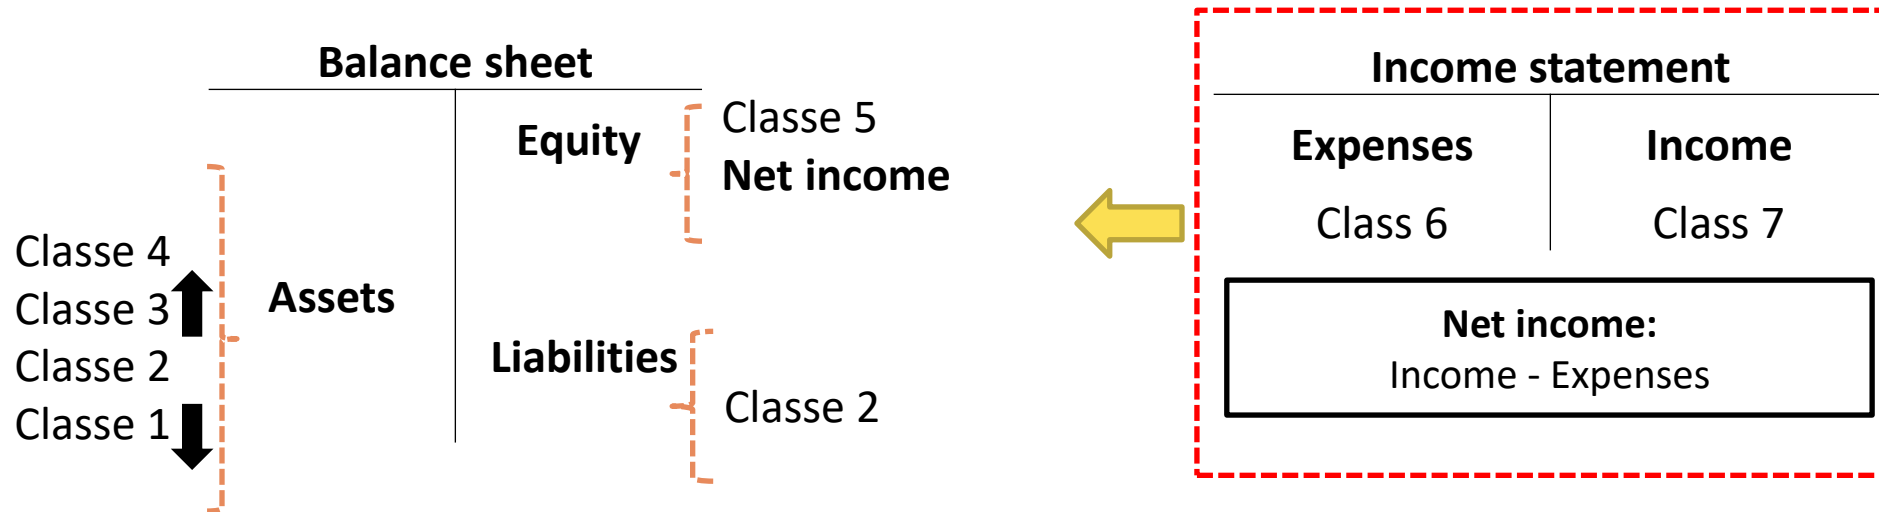 Balance sheet
Equity
Classe 5
Net income
Classe 4
Classe 3
Classe 2
Classe 1
Assets
Liabilities
Classe 2
Income statement
Expenses
Income
Class 6
Class 7
Net income:
Income - Expenses